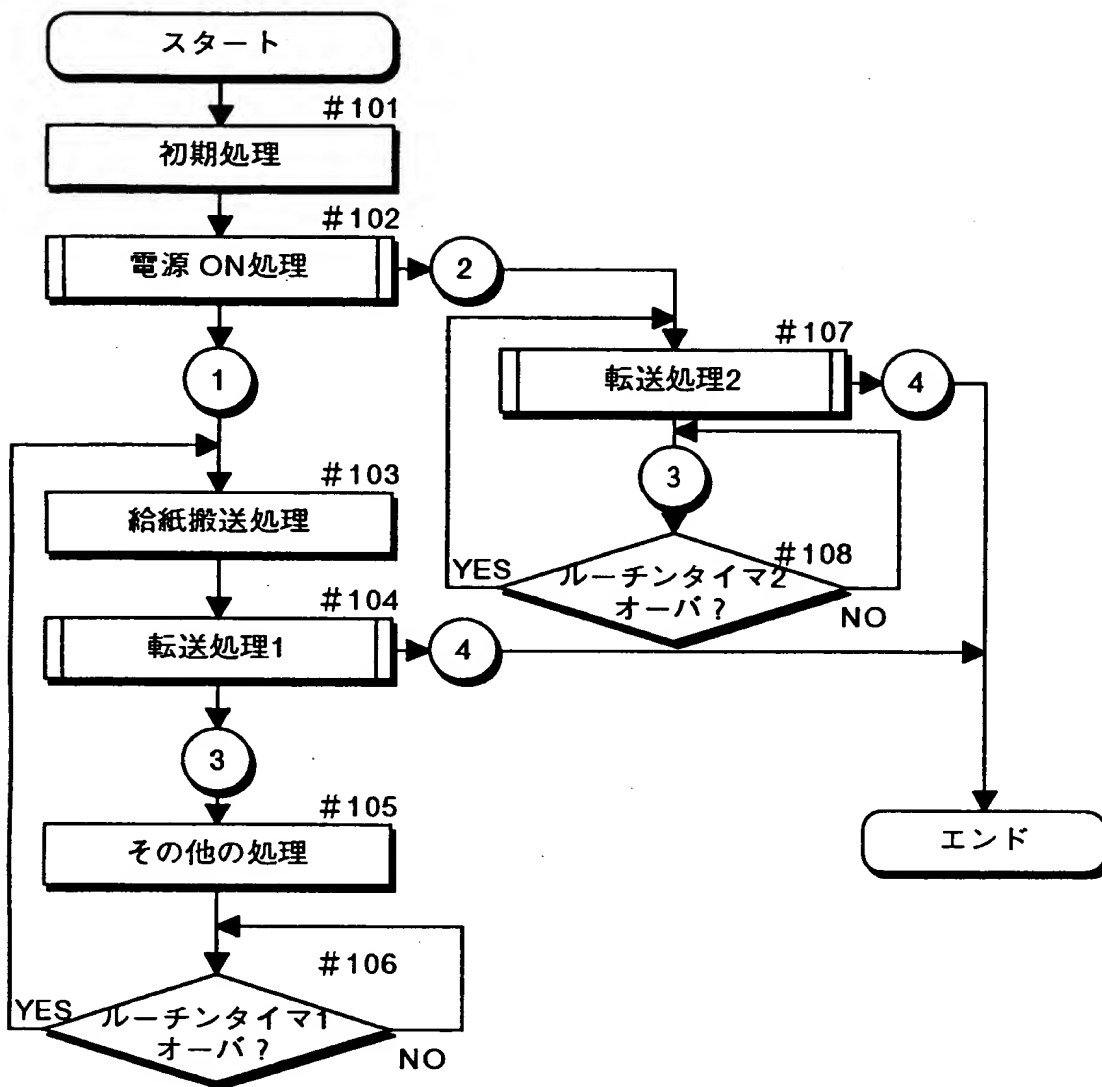 スタート
#101
初期処理
#102
電源 ON処理
2
1
#107
転送処理2
4
#103
給紙搬送処理
3
#108
ルーチンタイマ2
オーバ?
YES
NO
#104
転送処理1
4
3
#105
その他の処理
エンド
#106
ルーチンタイマ1
オーバ?
YES
NO